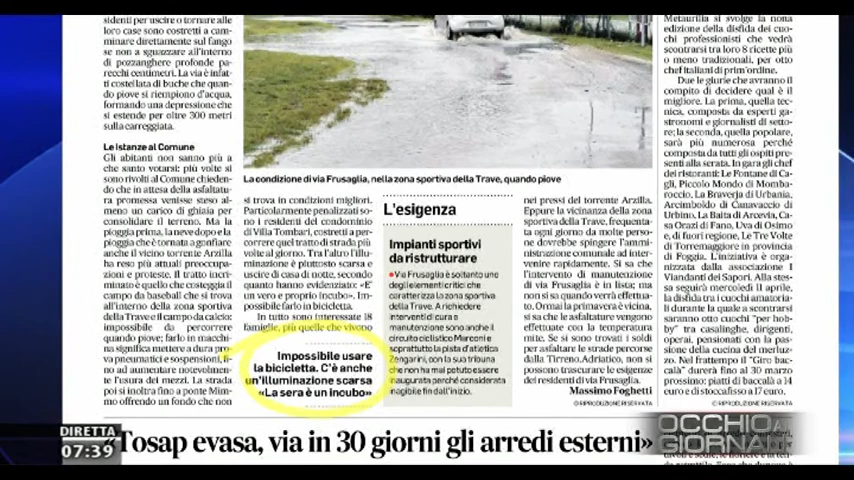 sidenti per uscire o tornare alle
loro case sono costretti a ca-
minare direttamente sul fango
se non a sguazzare all'interno
di pozzanghere profonde pa-
recchi centimetri. La via è infat-
ti costellata di buche che quan-
do piove si riempiono d'acqua,
formando una depressione che
si estende per oltre 300 metri
sulla carreggiata.
Le istanze al Comune
Gli abitanti non sanno più a
che santo votarsi: più volte si
sono rivolti al Comune chieden-
do che in attesa della asfaltatu-
ra promessa venisse steso al-
meno un carico di ghiaia per
consolidare il terreno. Ma la
pioggia prima, la neve dopo e la
pioggia che è tornata a gonfiare
anche il vicino torrente Arzilla
ha reso più attuali preoccupa-
zioni e proteste. Il tratto incri-
minato è quello che costeggia il
campo da baseball che si trova
all'interno della zona sportiva
della Trave e il campo da calcio:
impossibile da percorrere
quando piove; farlo in macchi-
na significa mettere a dura pro-
va pneumatici e sospensioni, fi-
no ad aumentare notevolmen-
te l'usura dei mezzi. La strada
poi si inoltra fino a ponte Mim-
mo offrendo un fondo che non
La condizione di via Frusaglia, nella zona sportiva della Trave, quando piove
si trova in condizioni migliori.
Particolarmente penalizzati so-
no i residenti del condominio
di Villa Tombari, costretti a per-
correre quel tratto di strada più
volte al giorno. Tra l'altro l'illu-
minazione è piuttosto scarsa e
uscire di casa di notte, secondo
quanto hanno evidenziato: «E'
un vero e proprio incubo». Im-
possibile farlo in bicletta.
In tutto sono interessate 18
famiglie, più quelle che vivono
Impossibile usare
la bicicletta. C'è anche
un'illuminazione scarsa
«La sera è un incubo»
L'esigenza
Impianti sportivi
da ristrutturare
● Via Frusaglia è soltanto uno
degli elementi critici che
caratterizza la zona sportiva
della Trave. A richiedere
interventi di cura e
manutenzione sono anche il
circuito ciclistico Marconi e
soprattutto la pista d'atletica
Zengarini, con la sua tribuna
che non ha mai potuto essere
inaugurata perché considerata
inagibile fin dall'inizio.
nei pressi del torrente Arzilla.
Eppure la vicinanza della zona
sportiva della Trave, frequenta-
ta ogni giorno da molte perso-
ne dovrebbe spingere l'ammi-
nistrazione comunale ad inter-
venire rapidamente. Si sa che
l'intervento di manutenzione
di via Frusaglia è in lista; ma
non si sa quando verrà effettua-
to. Ormai la primavera è vicina,
si sa che le asfaltature vengono
effettuate con la temperatura
mite. Se si sono trovati i soldi
per asfaltare le strade percorse
dalla Tirreno,Adriatico, non si
possono trascurare le esigenze
dei residenti di via Frusaglia.
Massimo Foghetti
©RIPRODUZIONE RISERVATA
Metaurilia si svolge la nona
edizione della disfida dei cuo-
chi professionisti che vedrà
scontrarsi tra loro 8 ricette più
o meno tradizionali, per otto
chef italiani di prim'ordine.
Due le giurie che avranno il
compito di decidere qual è il
migliore. La prima, quella tec-
nica, composta da esperti ga-
stronomi e giornalisti di setto-
re; la seconda, quella popolare,
sarà più numerosa perché
composta da tutti gli ospiti pre-
senti alla serata. In gara gli chef
dei ristoranti: Le Fontane di Ca-
gli, Piccolo Mondo di Momba-
roccio, La Braverja di Urbania,
Arcimboldo di Canavaccio di
Urbino, La Baita di Arcevia, Ca-
sa Orazi di Fano, Uva di Osimo
e, di fuori regione, Le Tre Volte
di Torremaggiore in provincia
di Foggia. L'iniziativa è orga-
nizzata dalla associazione I
Viandanti dei Sapori. Alla stes-
sa seguirà mercoledì 11 aprile,
la disfida tra i cuochi amatoria-
li durante la quale a scontrarsi
saranno otto cuochi "per hob-
by" tra casalinghe, dirigenti,
operai, pensionati con la pas-
sione della cucina del merluz-
zo. Nel frattempo il "Giro bac-
calà" durerà fino al 30 marzo
prossimo: piatti di baccalà a 14
euro e di stoccafisso a 17 euro.
©RIPRODUZIONE RISERVATA
«Tosap evasa, via in 30 giorni gli arredi esterni»
DIRETTA
07:39
OCCHIO
GIORNALI